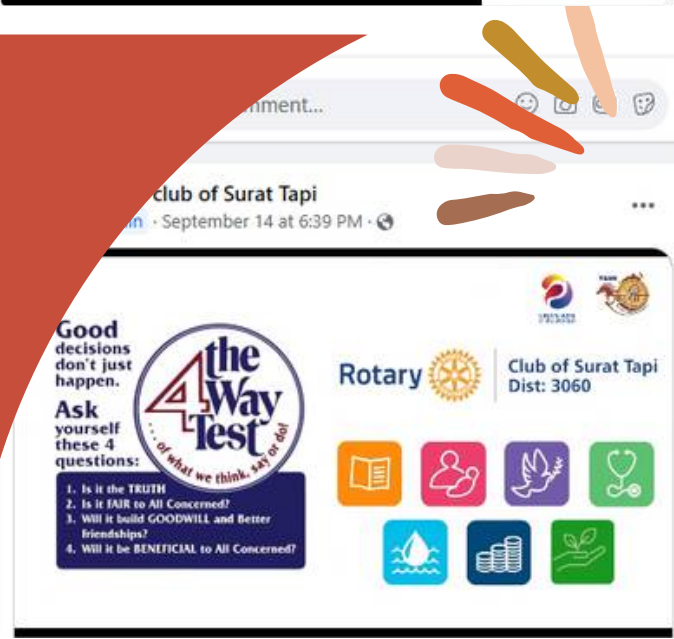 mment...
club of Surat Tapi
in · September 14 at 6:39 PM ·
Good
decisions
don't just
happen.
Ask
yourself
these 4
questions:
the
4 Way
Test
...of what we think, say or do!
1. Is it the TRUTH
2. Is it FAIR to All Concerned?
3. Will it build GOODWILL and Better
friendships?
4. Will it be BENEFICIAL to All Concerned?
Rotary
Club of Surat Tapi
Dist: 3060